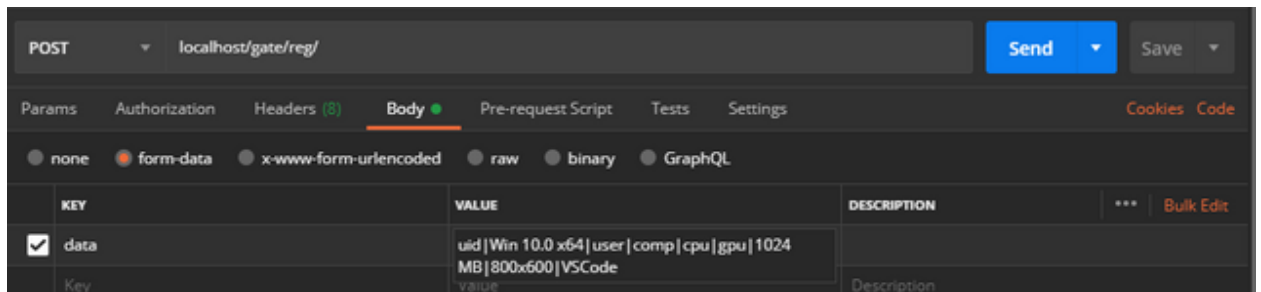 POST localhost/gate/reg/ Send Save
Params Authorization Headers (8) Body Pre-request Script Tests Settings Cookies Code
none form-data x-www-form-urlencoded raw binary GraphQL
KEY VALUE DESCRIPTION ••• Bulk Edit
data uid|Win 10.0 x64|user|comp|cpu|gpu|1024
MB|800x600|VSCode
Key Value Description